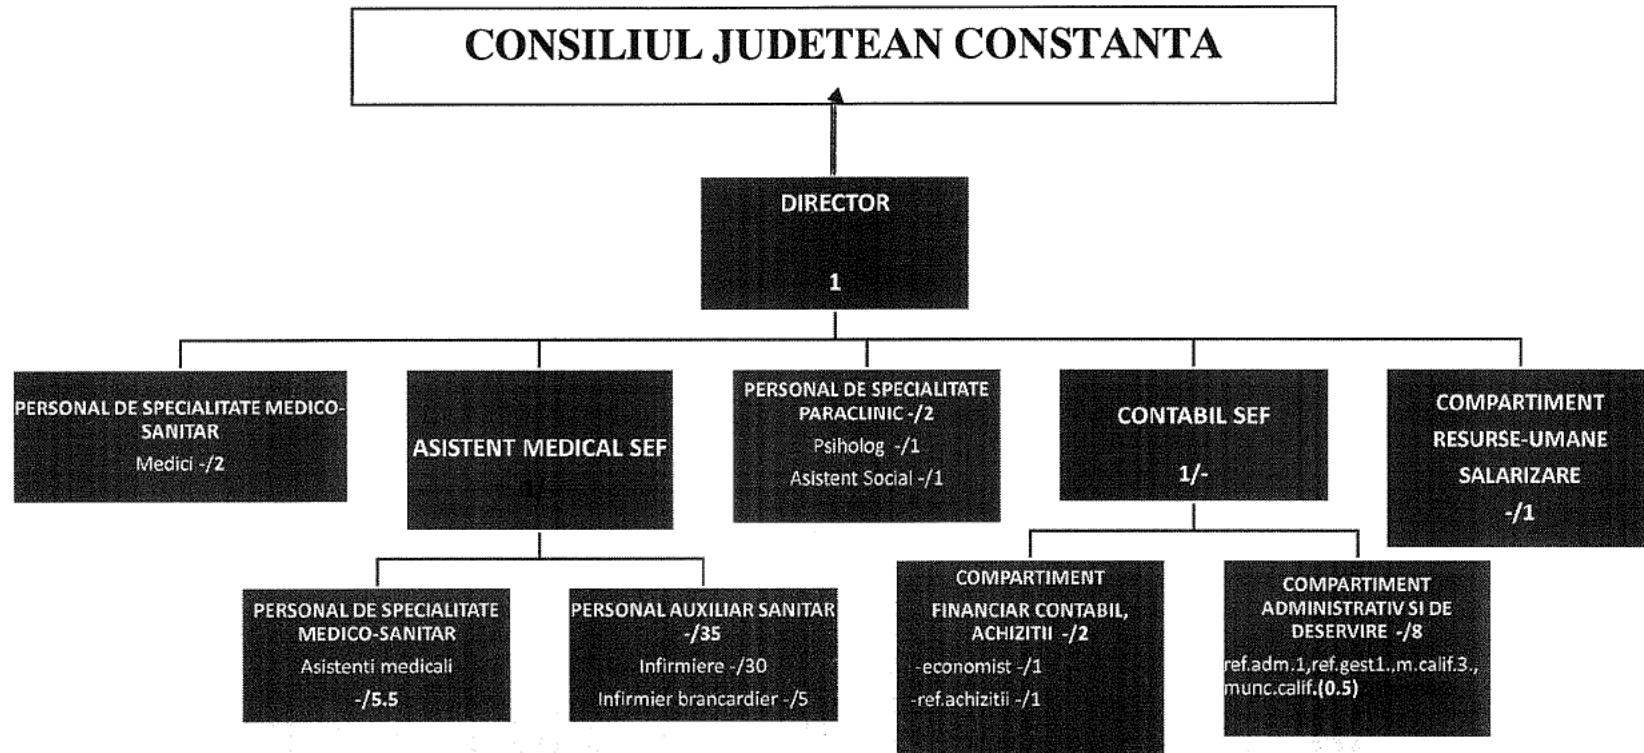 CONSILIUL JUDETEAN CONSTANTA
DIRECTOR
1
PERSONAL DE SPECIALITATE MEDICO-
SANITAR
Medici -/2
ASISTENT MEDICAL SEF
1/-
PERSONAL DE SPECIALITATE
PARACLINIC -/2
Psiholog -/1
Asistent Social -/1
CONTABIL SEF
1/-
COMPARTIMENT
RESURSE-UMANE
SALARIZARE
-/1
PERSONAL DE SPECIALITATE
MEDICO-SANITAR
Asistenti medicali
-/5.5
PERSONAL AUXILIAR SANITAR
-/35
Infirmiere -/30
Infirmier brancardier -/5
COMPARTIMENT
FINANCIAR CONTABIL,
ACHIZITII -/2
-economist -/1
-ref.achizitii -/1
COMPARTIMENT
ADMINISTRATIV SI DE
DESERVIRE -/8
ref.adm.1,ref.gest1.,m.calif.3.,
munc.calif.(0.5)